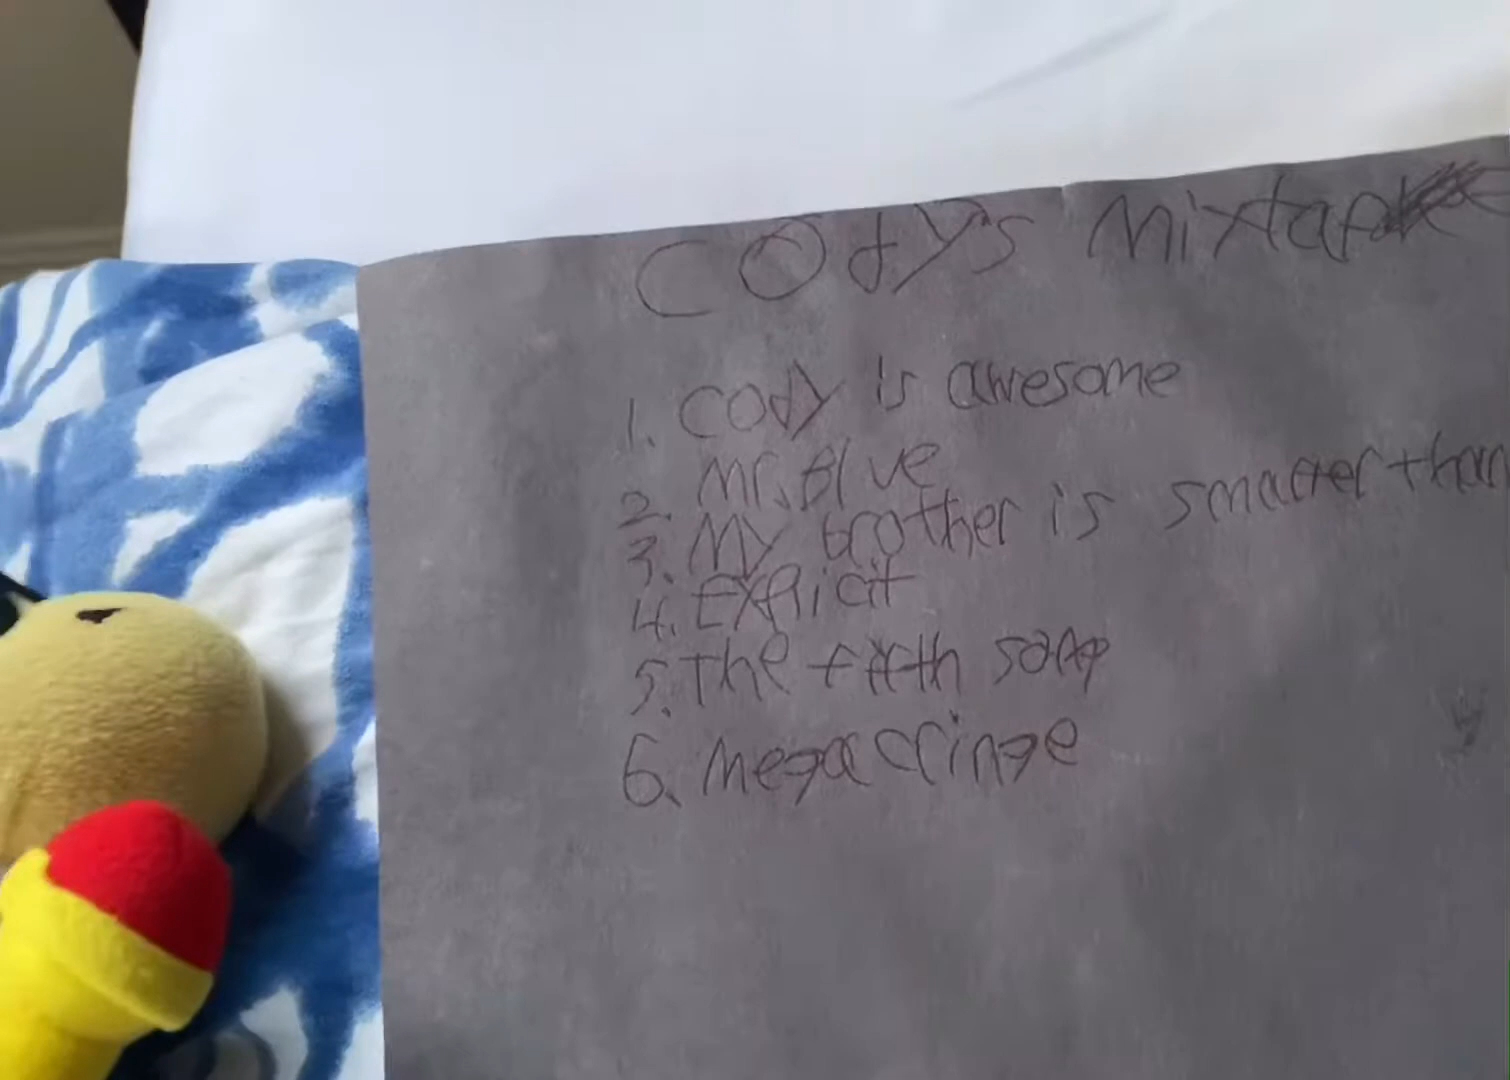 Cody's mixtape
1. Cody is awesome
2. Mr. Blue
3. My brother is smarter than
4. Explicit
5. The fifth song
6. Mega cringe